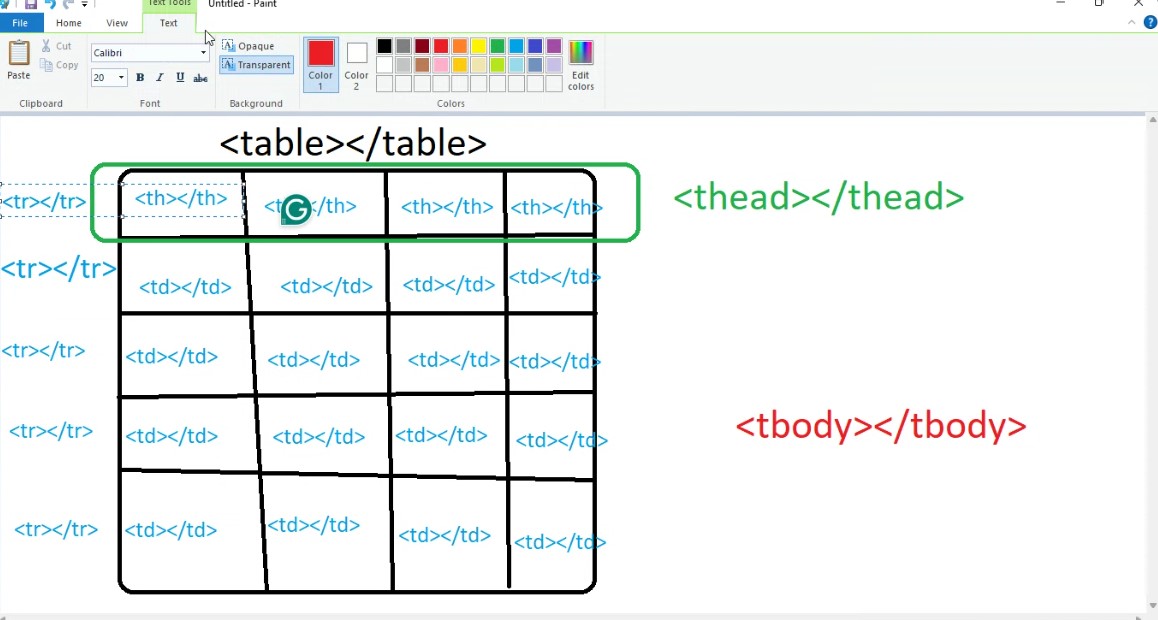 Text Tools Untitled - Paint
File Home View Text
Cut
Copy
Paste
Clipboard
Calibri
20 B I U abc
Font
Opaque
Transparent
Background
Color 1
Color 2
Edit colors
Colors
<table></table>
<tr></tr> <th></th> </th> <th></th> <th></th> <thead></thead>
<tr></tr> <td></td> <td></td> <td></td> <td></td>
<tr></tr> <td></td> <td></td> <td></td> <td></td>
<tr></tr> <td></td> <td></td> <td></td> <td></td> <tbody></tbody>
<tr></tr> <td></td> <td></td> <td></td> <td></td>